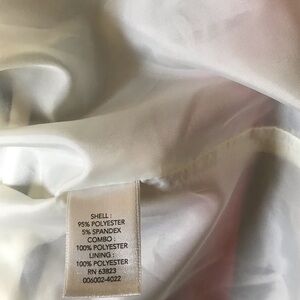 SHELL :
95% POLYESTER
5% SPANDEX
COMBO :
100% POLYESTER
LINING :
100% POLYESTER
RN 63823
006002-4022